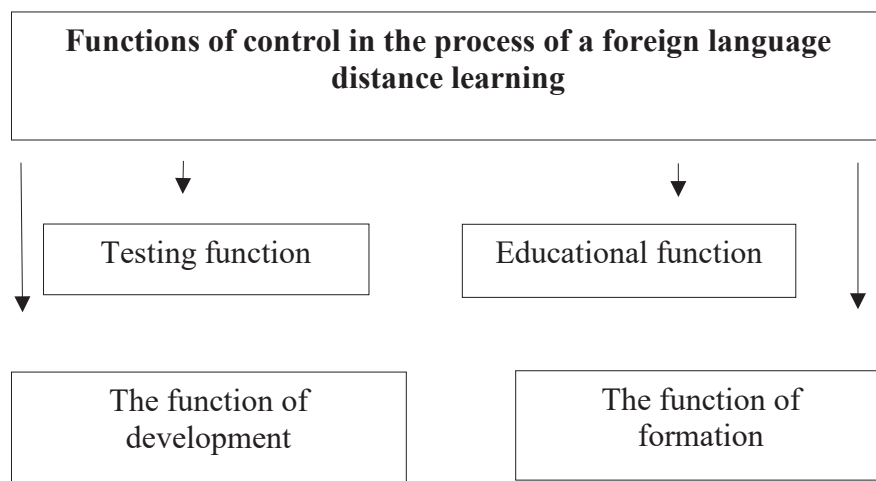 Functions of control in the process of a foreign language
distance learning
Testing function
Educational function
The function of
development
The function of
formation